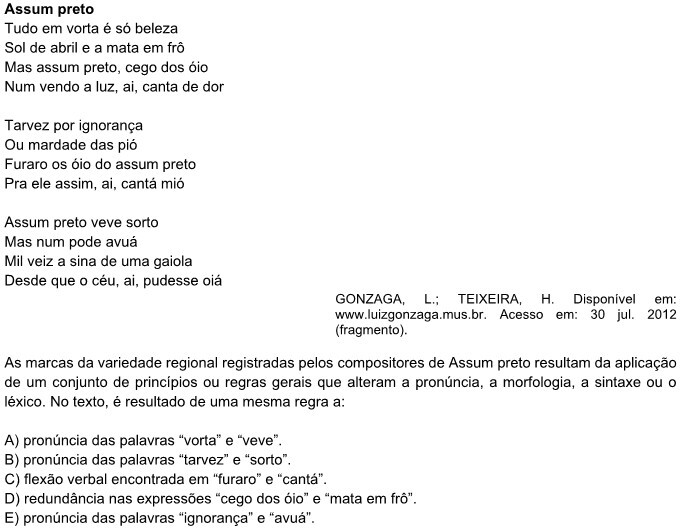 Assum preto
Tudo em vorta é só beleza
Sol de abril e a mata em frô
Mas assum preto, cego dos óio
Num vendo a luz, ai, canta de dor
Tarvez por ignorança
Ou mardade das pió
Furaro os óio do assum preto
Pra ele assim, ai, cantá mió
Assum preto veve sorto
Mas num pode avuá
Mil veiz a sina de uma gaiola
Desde que o céu, ai, pudesse oiá
GONZAGA, L.; TEIXEIRA, H. Disponível em:
www.luizgonzaga.mus.br. Acesso em: 30 jul. 2012
(fragmento).
As marcas da variedade regional registradas pelos compositores de Assum preto resultam da aplicação
de um conjunto de princípios ou regras gerais que alteram a pronúncia, a morfologia, a sintaxe ou o
léxico. No texto, é resultado de uma mesma regra a:
A) pronúncia das palavras “vorta” e “veve”.
B) pronúncia das palavras “tarvez” e “sorto”.
C) flexão verbal encontrada em “furaro” e “cantá”.
D) redundância nas expressões “cego dos óio” e “mata em frô”.
E) pronúncia das palavras “ignorança” e “avuá”.